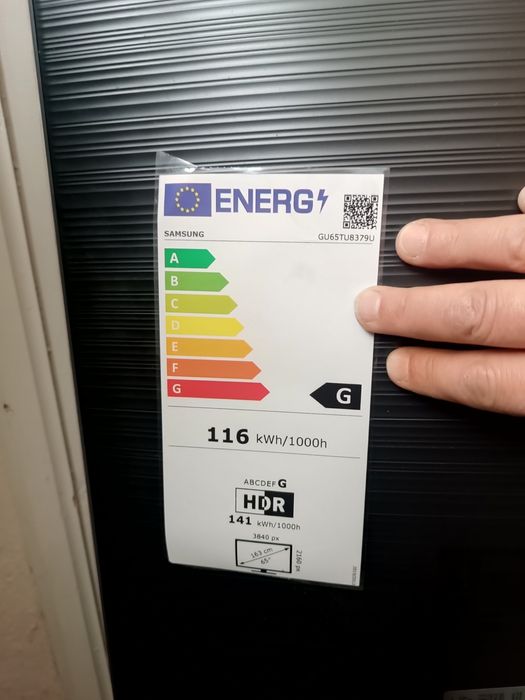 ENERG
SAMSUNG GU65TU8379U
A
B
C
D
E
F
G
G
116 kWh/1000h
ABCDEFG
HDR
141 kWh/1000h
3840 px
163 cm
65"
2160 px